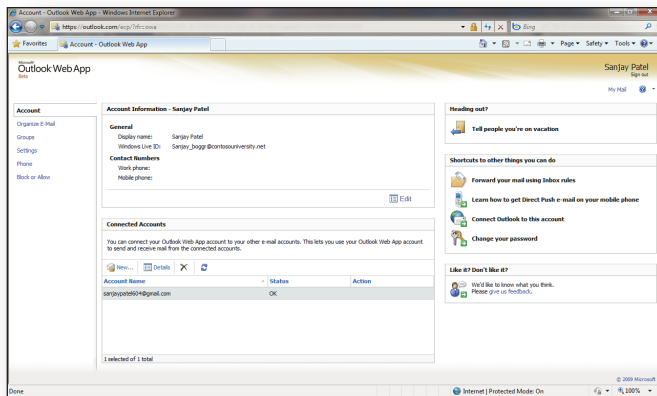 Account - Outlook Web App - Windows Internet Explorer
https://outlook.com/ecp/?rfr=owa
Bing
Favorites
Account - Outlook Web App
Page
Safety
Tools
Microsoft
Outlook Web App
Beta
Sanjay Patel
Sign out
My Mail
Account
Organize E-Mail
Groups
Settings
Phone
Block or Allow
Account Information - Sanjay Patel
General
Display name: Sanjay Patel
Windows Live ID: Sanjay_boggr@contosouniversity.net
Contact Numbers
Work phone:
Mobile phone:
Edit
Connected Accounts
You can connect your Outlook Web App account to your other e-mail accounts. This lets you use your Outlook Web App account
to send and receive mail from the connected accounts.
New... Details
Account Name Status Action
sanjaypatel604@gmail.com OK
1 selected of 1 total
Heading out?
Tell people you're on vacation
Shortcuts to other things you can do
Forward your mail using Inbox rules
Learn how to get Direct Push e-mail on your mobile phone
Connect Outlook to this account
Change your password
Like it? Don't like it?
We'd like to know what you think.
Please give us feedback.
© 2009 Microsoft
Done
Internet | Protected Mode: On
100%